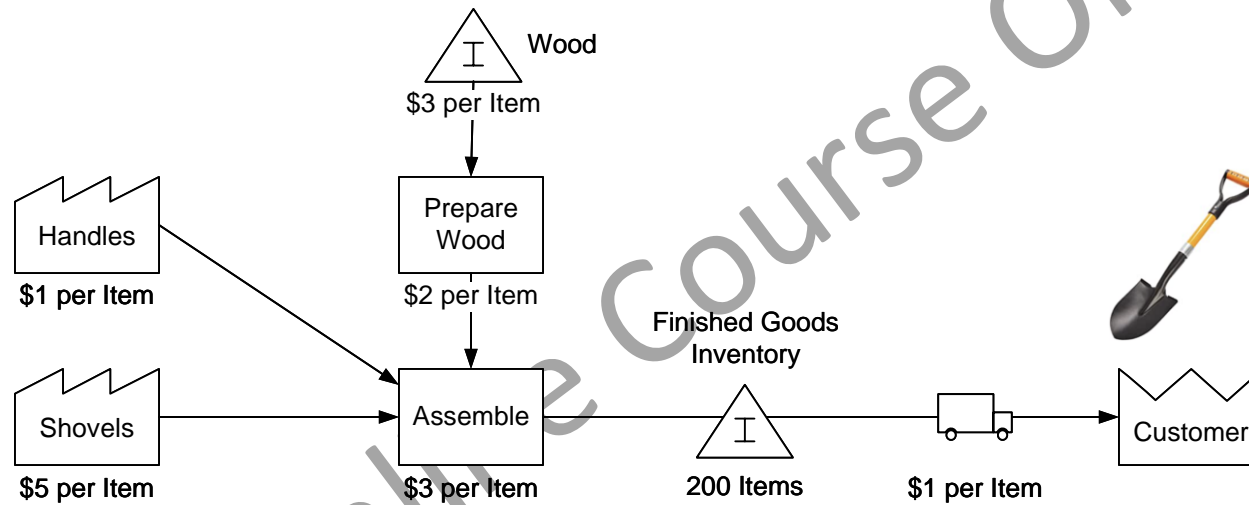 Wood
$3 per Item
Handles
$1 per Item
Prepare
Wood
$2 per Item
Shovels
$5 per Item
Assemble
$3 per Item
Finished Goods
Inventory
I
200 Items
$1 per Item
Customer
I
Course